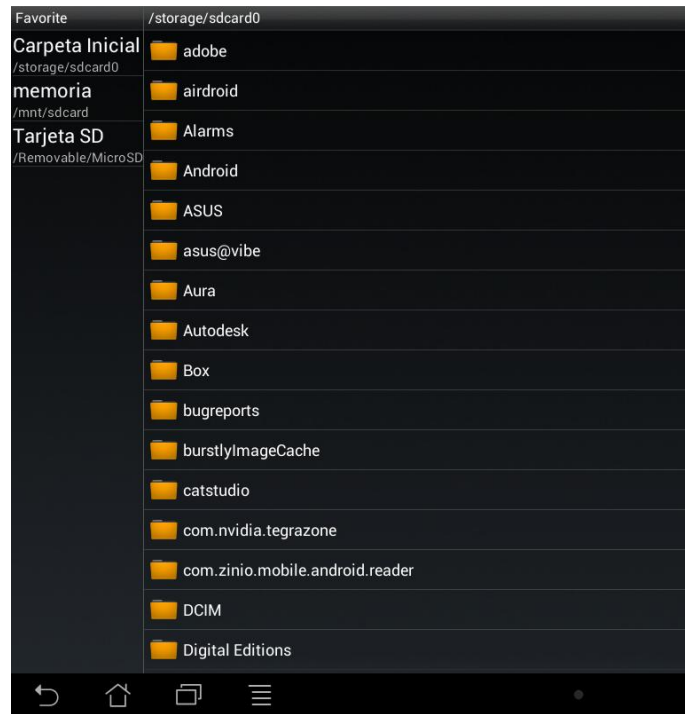 Favorite
/storage/sdcard0
Carpeta Inicial
/storage/sdcard0
memoria
/mnt/sdcard
Tarjeta SD
/Removable/MicroSD
adobe
airdroid
Alarms
Android
ASUS
asus@vibe
Aura
Autodesk
Box
bugreports
burstlyImageCache
catstudio
com.nvidia.tegrazone
com.zinio.mobile.android.reader
DCIM
Digital Editions